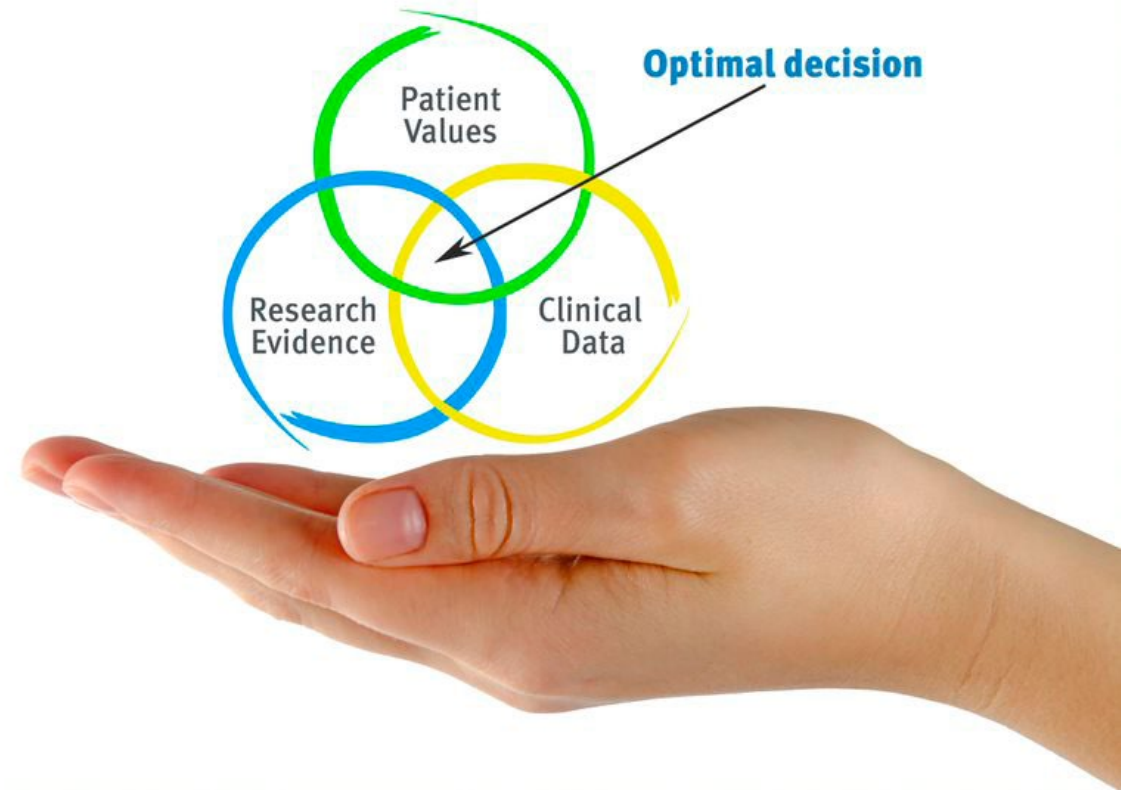 Optimal decision
Patient
Values
Research
Evidence
Clinical
Data